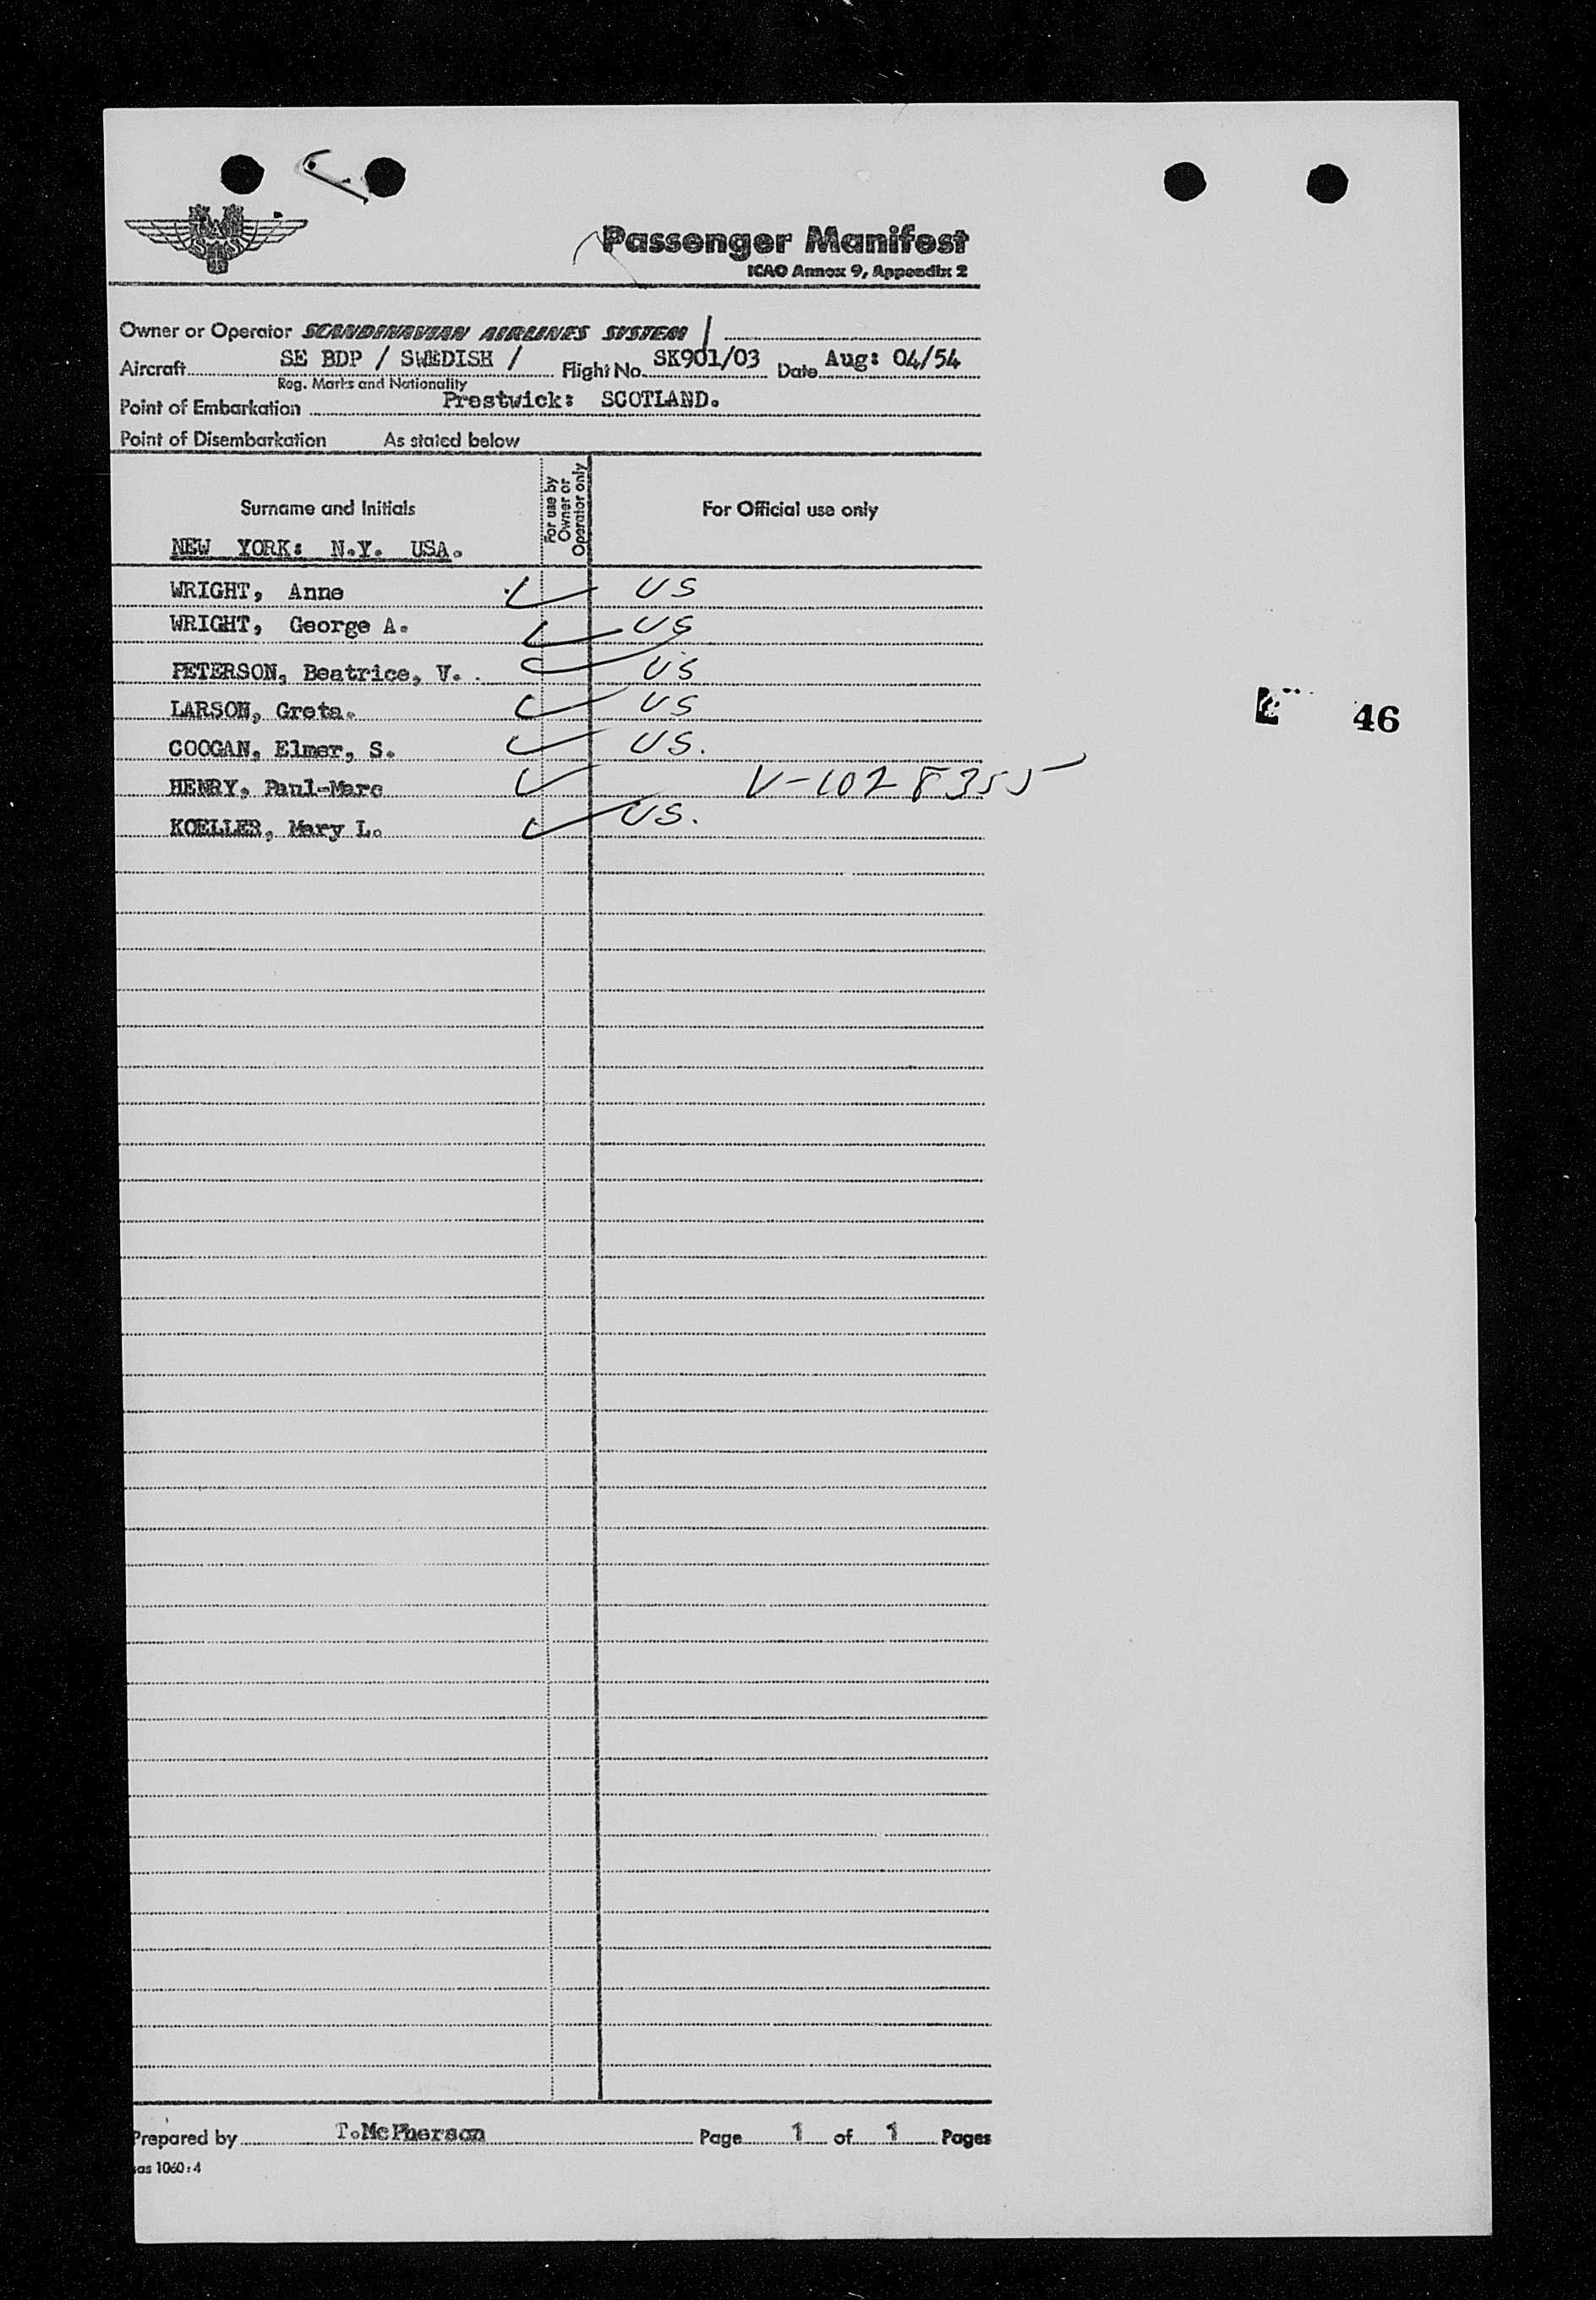 SAS
Passenger Manifest
ICAO Annex 9, Appendix 2
Owner or Operator SCANDINAVIAN AIRLINES SYSTEM /
Aircraft SE BDP / SWEDISH / Flight No. SK901/03 Date Aug: 04/54
Reg. Marks and Nationality
Point of Embarkation Prestwick: SCOTLAND.
Point of Disembarkation As stated below
Surname and Initials For use by Owner or Operator only For Official use only
NEW YORK: N.Y. USA.
WRIGHT, Anne US
WRIGHT, George A. US
PETERSON, Beatrice, V. . US
LARSON, Greta. US
46
COOGAN, Elmer, S. US.
HENRY, Paul-Marc V-1028355
KOELLER, Mary L. US.
Prepared by T.McPherson Page 1 of 1 Pages
sas 1060:4